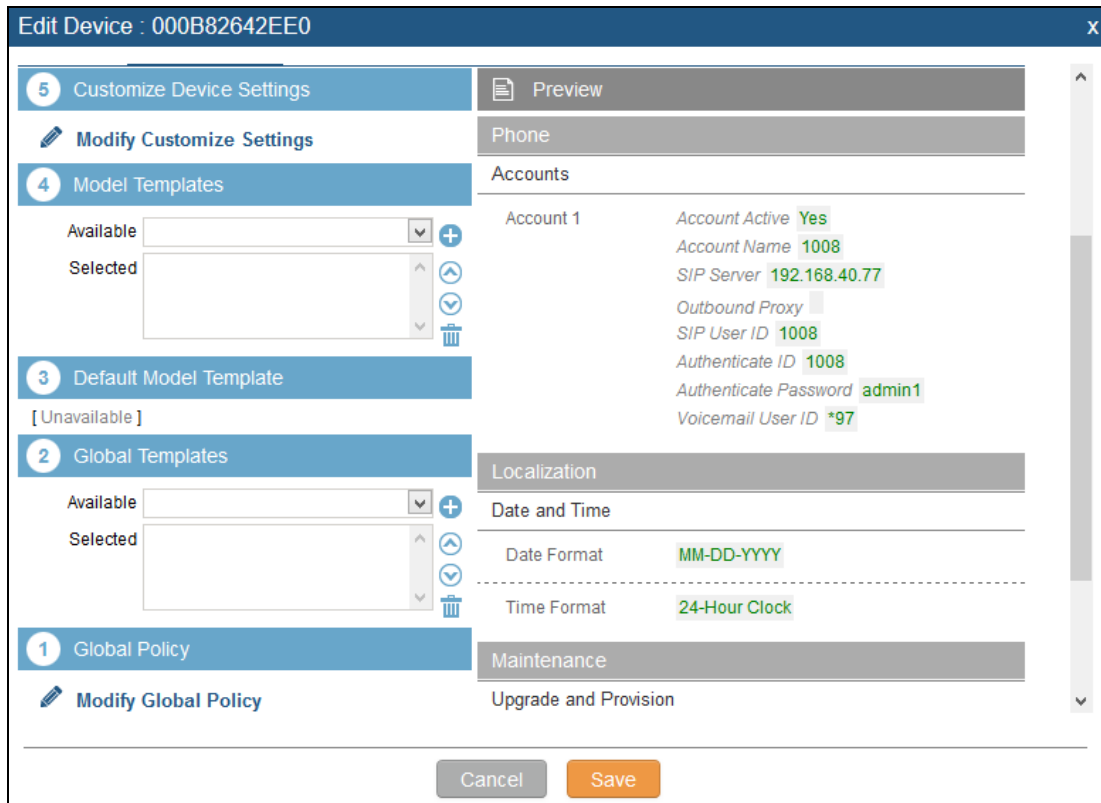 Edit Device : 000B82642EE0
X
5 Customize Device Settings
Modify Customize Settings
4 Model Templates
Available
Selected
3 Default Model Template
[ Unavailable ]
2 Global Templates
Available
Selected
1 Global Policy
Modify Global Policy
Preview
Phone
Accounts
Account 1
Account Active Yes
Account Name 1008
SIP Server 192.168.40.77
Outbound Proxy
SIP User ID 1008
Authenticate ID 1008
Authenticate Password admin1
Voicemail User ID *97
Localization
Date and Time
Date Format MM-DD-YYYY
Time Format 24-Hour Clock
Maintenance
Upgrade and Provision
Cancel
Save